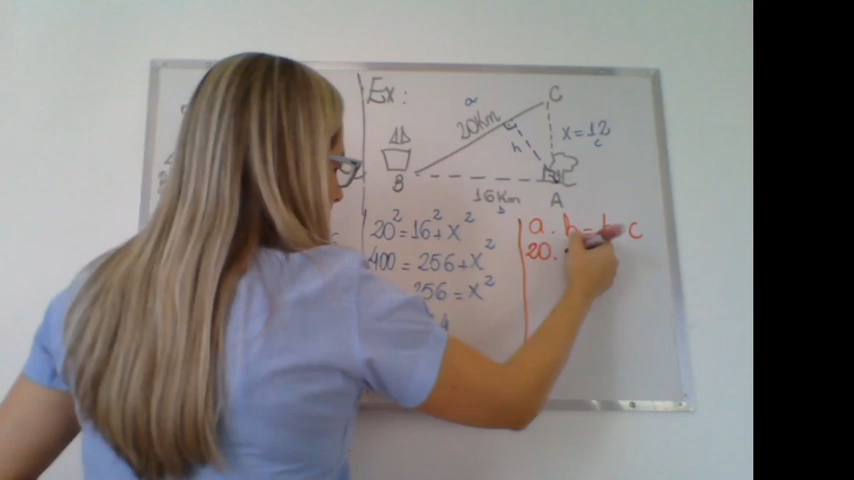 Ex:
a
C
20Km
X=12
c
h
B
16Km
b
A
20² = 16² + X²
400 = 256 + X²
256 = X²
a . h = b . c
20.